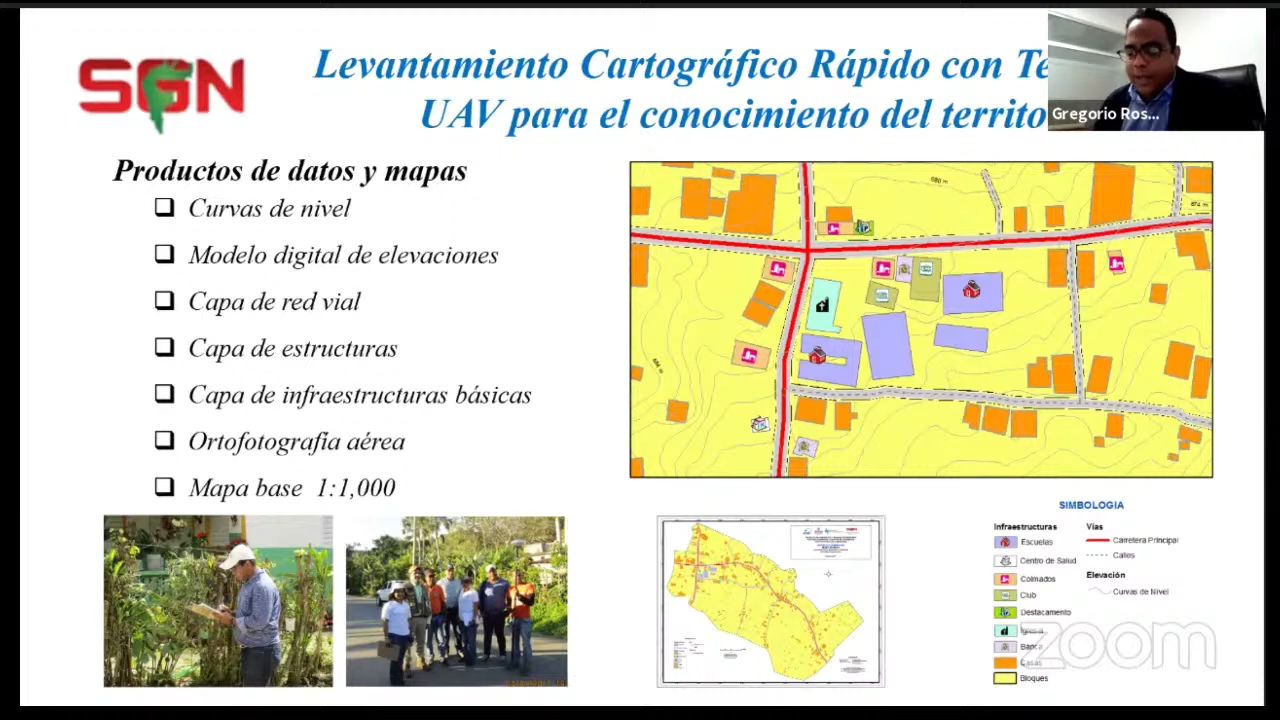 SGN
Levantamiento Cartográfico Rápido con Te
UAV para el conocimiento del territo
Gregorio Ros...
Productos de datos y mapas
Curvas de nivel
Modelo digital de elevaciones
Capa de red vial
Capa de estructuras
Capa de infraestructuras básicas
Ortofotografía aérea
Mapa base 1:1,000
680 m
674 m
SIMBOLOGIA
Infraestructuras
Escuelas
Centro de Salud
Colmados
Club
Destacamento
Iglesia
Banca
Casas
Bloques
Vías
Carretera Principal
Calles
Elevación
Curvas de Nivel
zoom